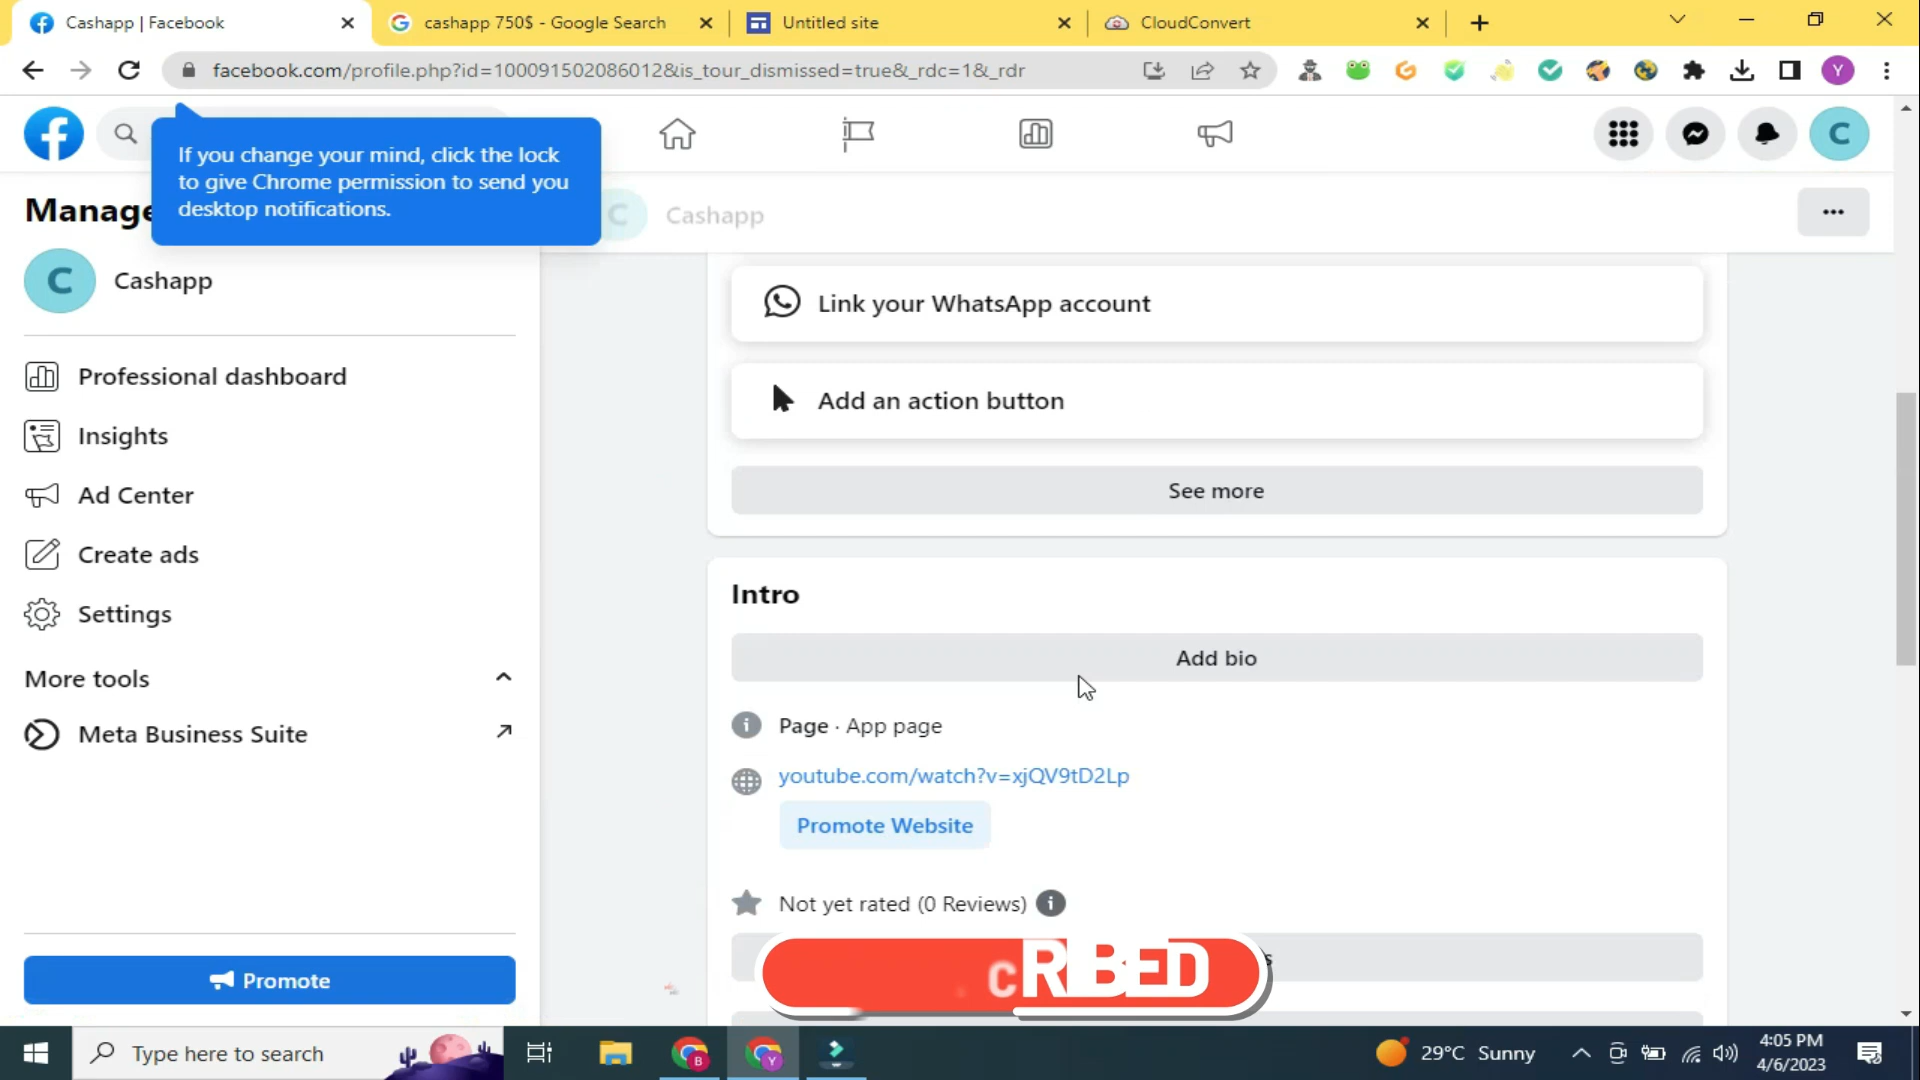 Cashapp | Facebook
cashapp 750$ - Google Search
Untitled site
CloudConvert
facebook.com/profile.php?id=100091502086012&is_tour_dismissed=true&_rdc=1&_rdr
Y
If you change your mind, click the lock
to give Chrome permission to send you
desktop notifications.
C
Manage
C
Cashapp
C
Cashapp
Professional dashboard
Insights
Ad Center
Create ads
Settings
More tools
Meta Business Suite
Promote
Link your WhatsApp account
Add an action button
See more
Intro
Add bio
Page · App page
youtube.com/watch?v=xjQV9tD2Lp
Promote Website
Not yet rated (0 Reviews)
CRIBED
Type here to search
29°C Sunny
4:05 PM
4/6/2023